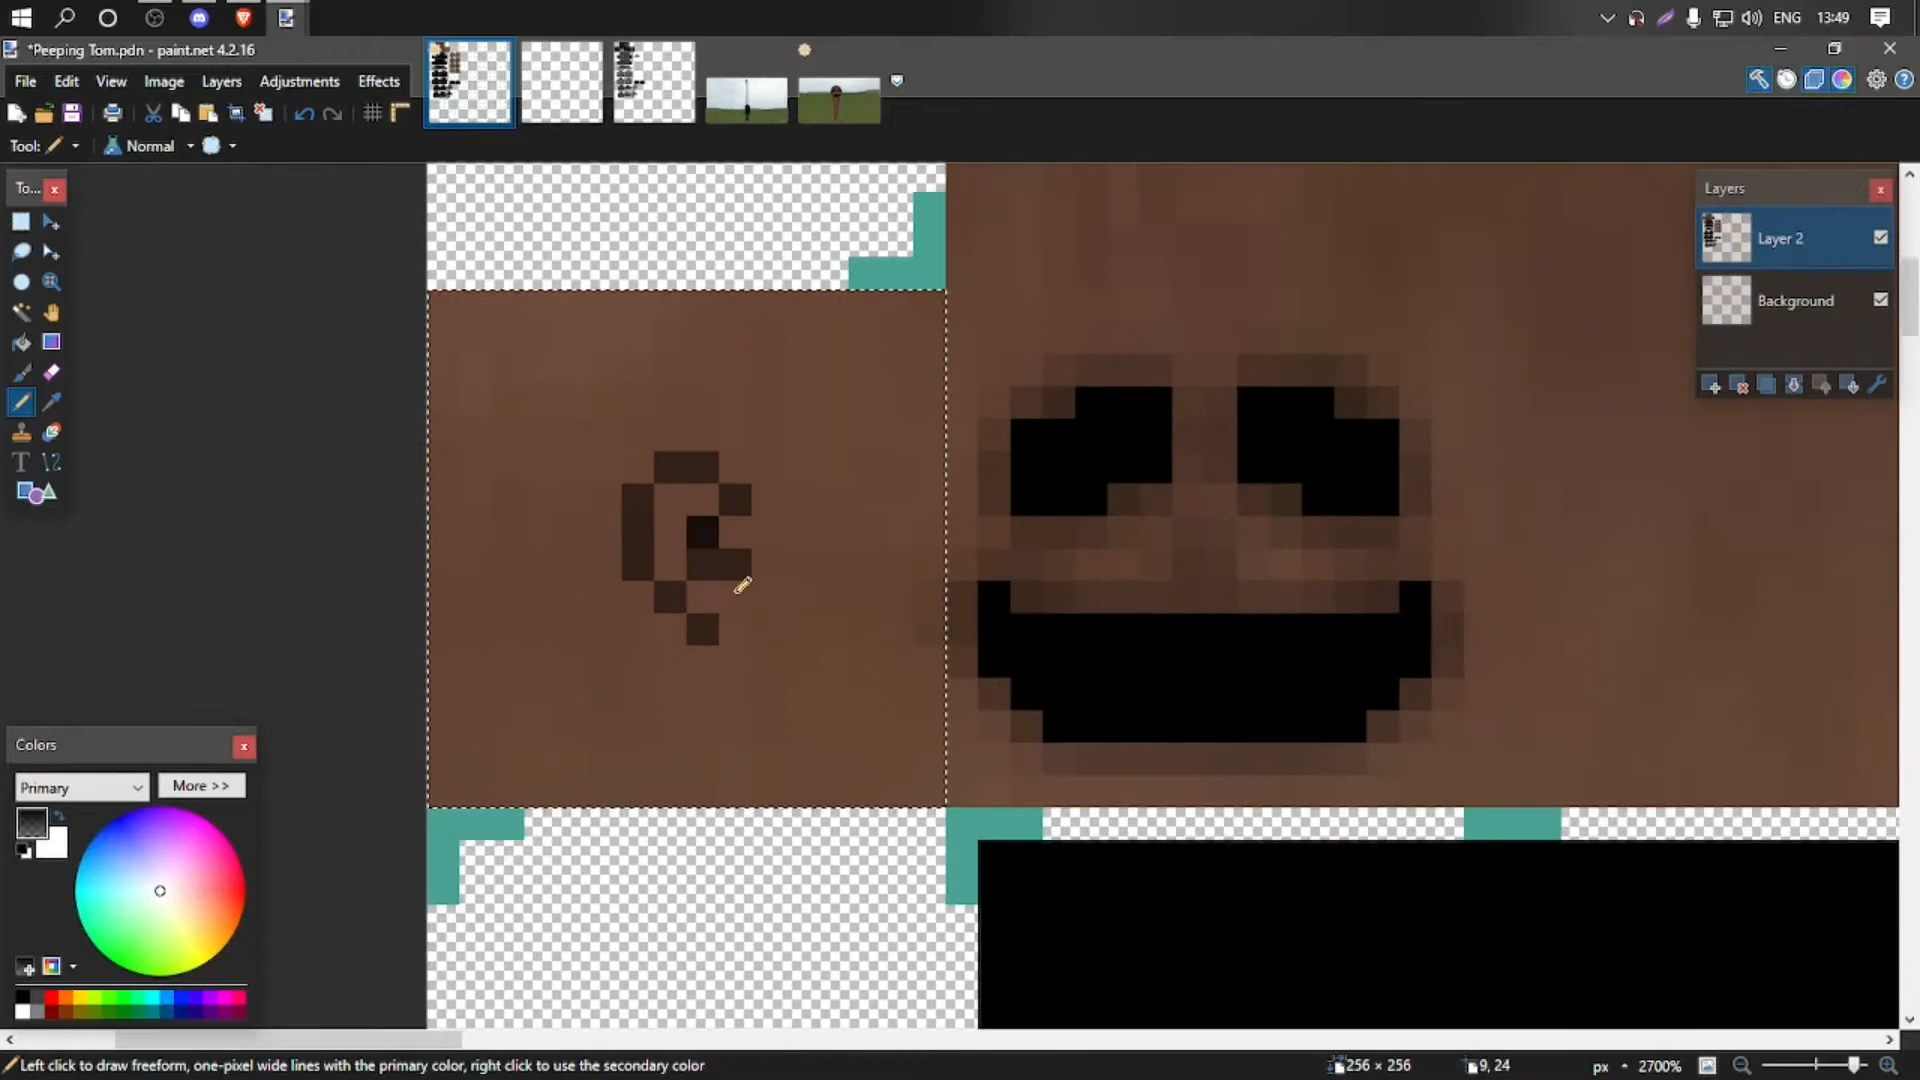 ENG 13:49
*Peeping Tom.pdn - paint.net 4.2.16
File Edit View Image Layers Adjustments Effects
Tool: Normal
To...
Layers
Layer 2
Background
Colors
Primary More >>
T
Left click to draw freeform, one-pixel wide lines with the primary color, right click to use the secondary color 256 × 256 9, 24 px 2700%